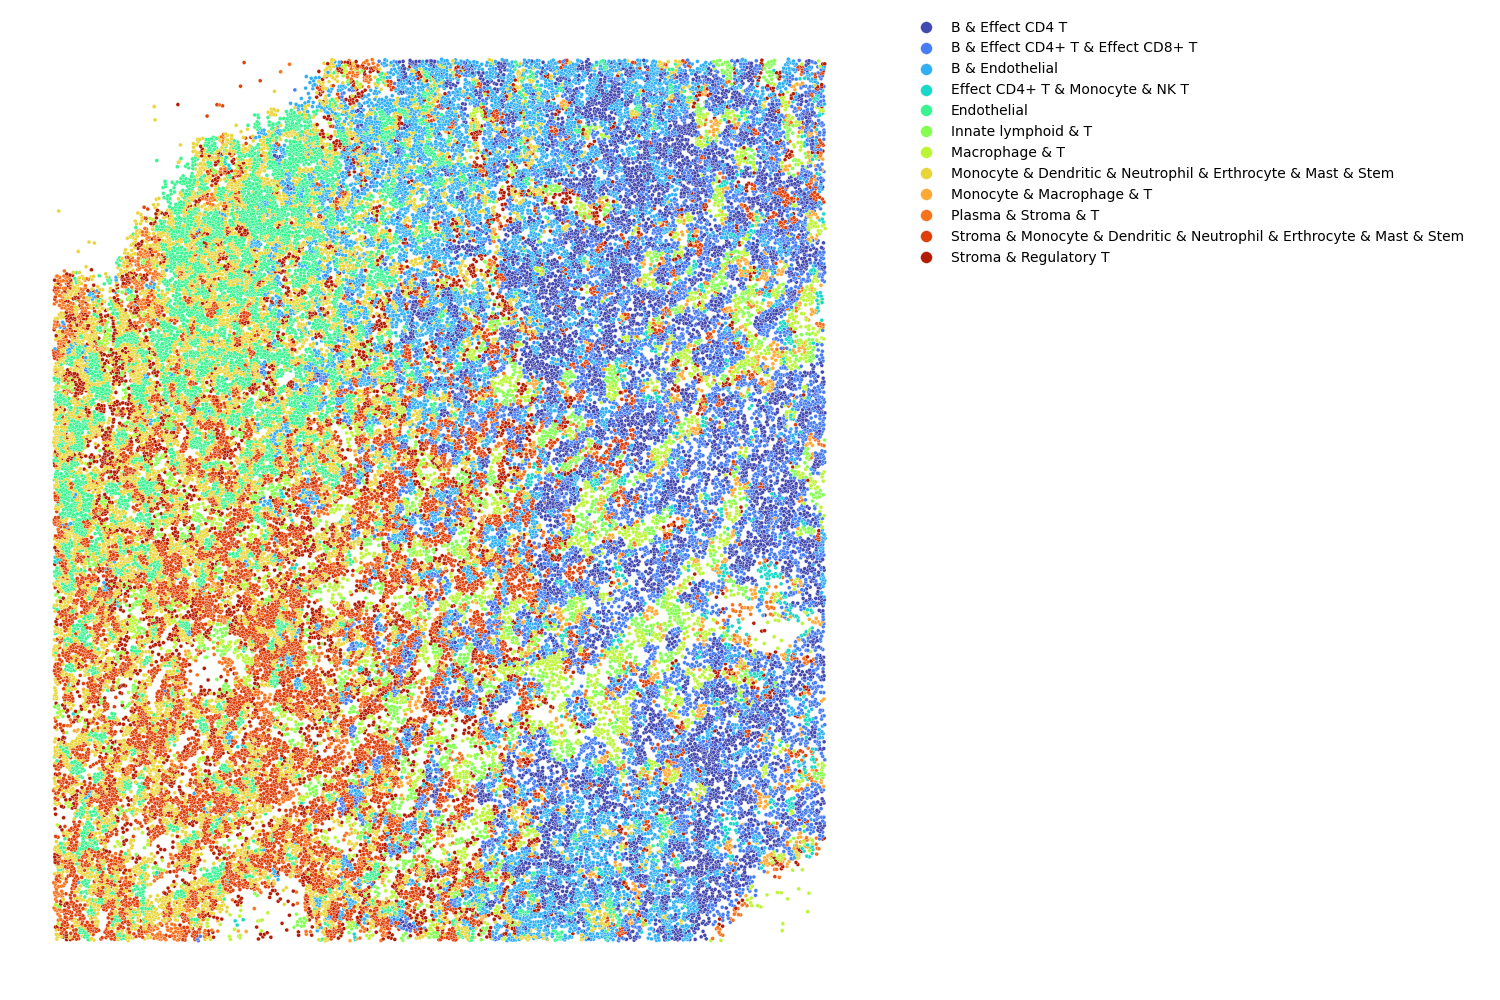 B & Effect CD4 T
B & Effect CD4+ T & Effect CD8+ T
B & Endothelial
Effect CD4+ T & Monocyte & NK T
Endothelial
Innate lymphoid & T
Macrophage & T
Monocyte & Dendritic & Neutrophil & Erthrocyte & Mast & Stem
Monocyte & Macrophage & T
Plasma & Stroma & T
Stroma & Monocyte & Dendritic & Neutrophil & Erthrocyte & Mast & Stem
Stroma & Regulatory T